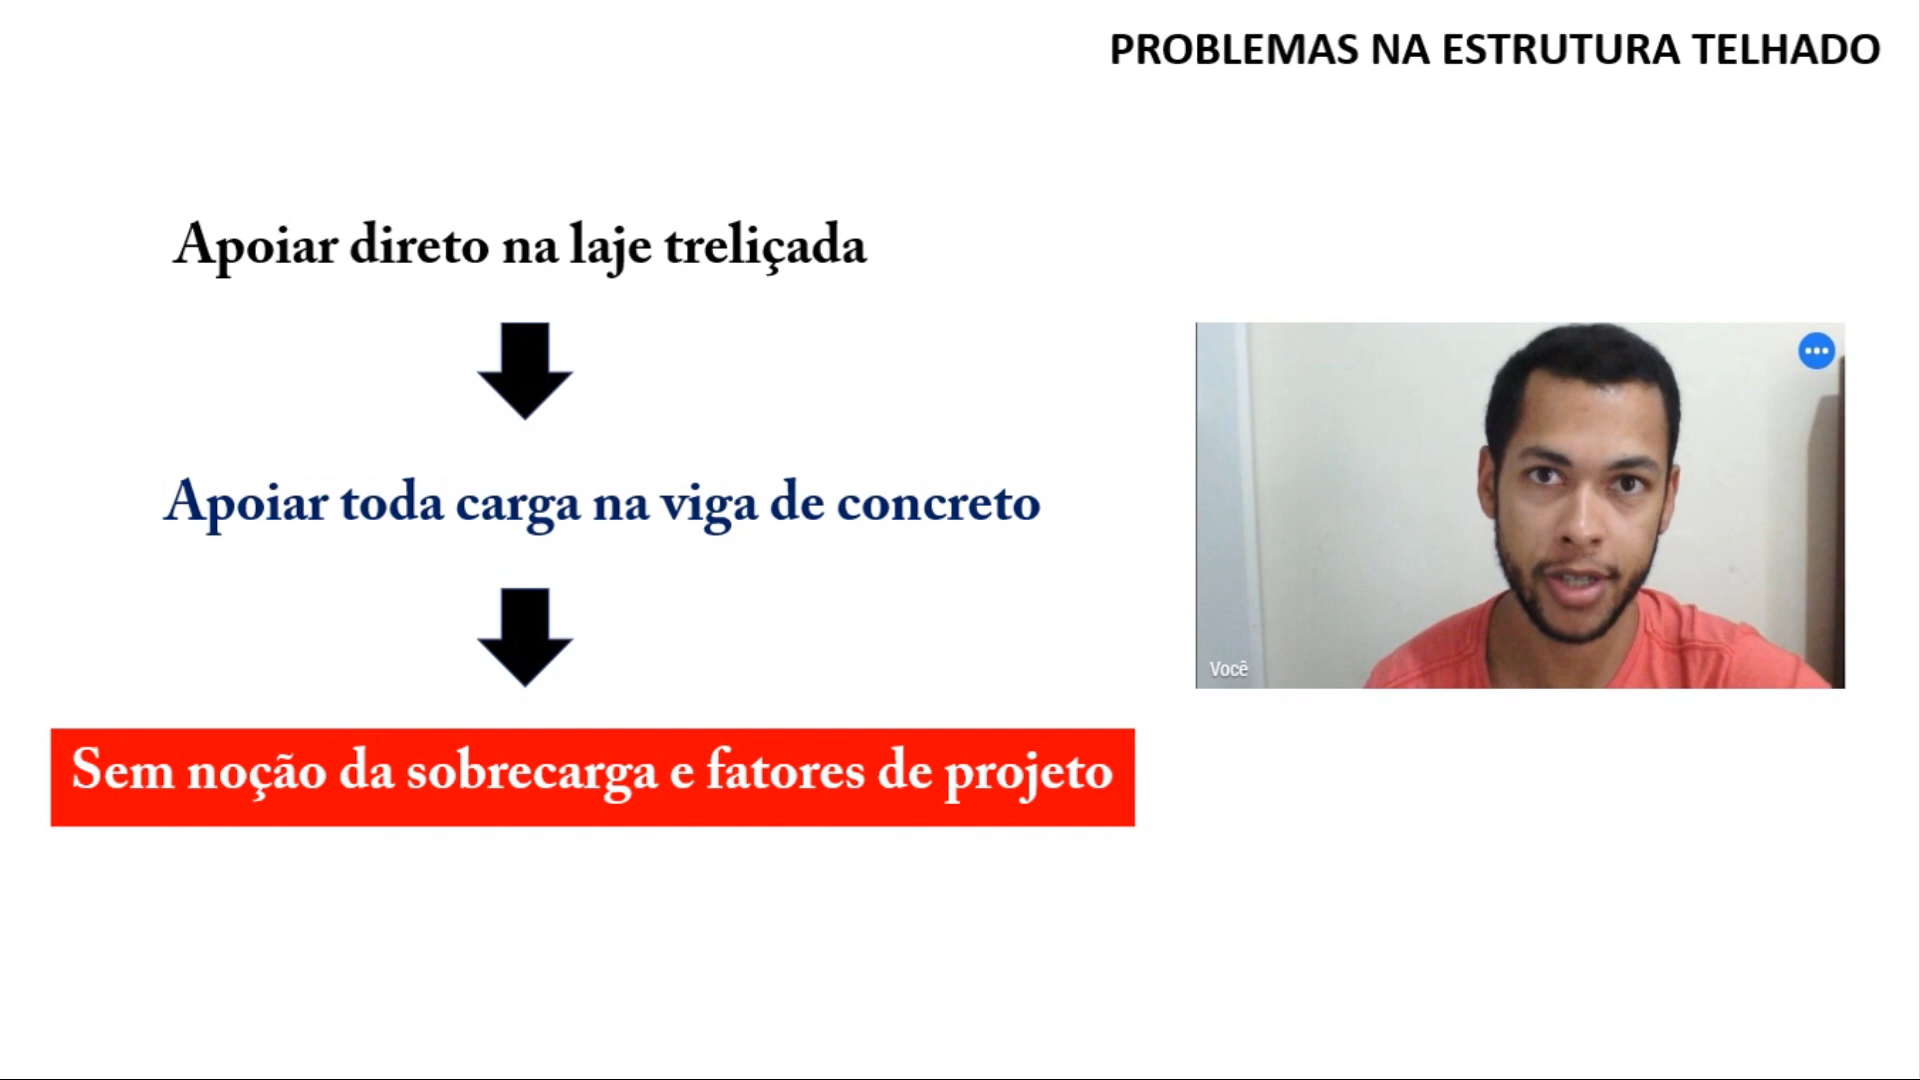 PROBLEMAS NA ESTRUTURA TELHADO
Apoiar direto na laje treliçada
Apoiar toda carga na viga de concreto
Você
Sem noção da sobrecarga e fatores de projeto